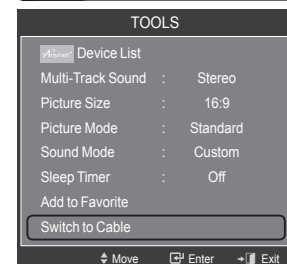 TOOLS
Anynet+ Device List
Multi-Track Sound : Stereo
Picture Size : 16:9
Picture Mode : Standard
Sound Mode : Custom
Sleep Timer : Off
Add to Favorite
Switch to Cable
Move Enter Exit